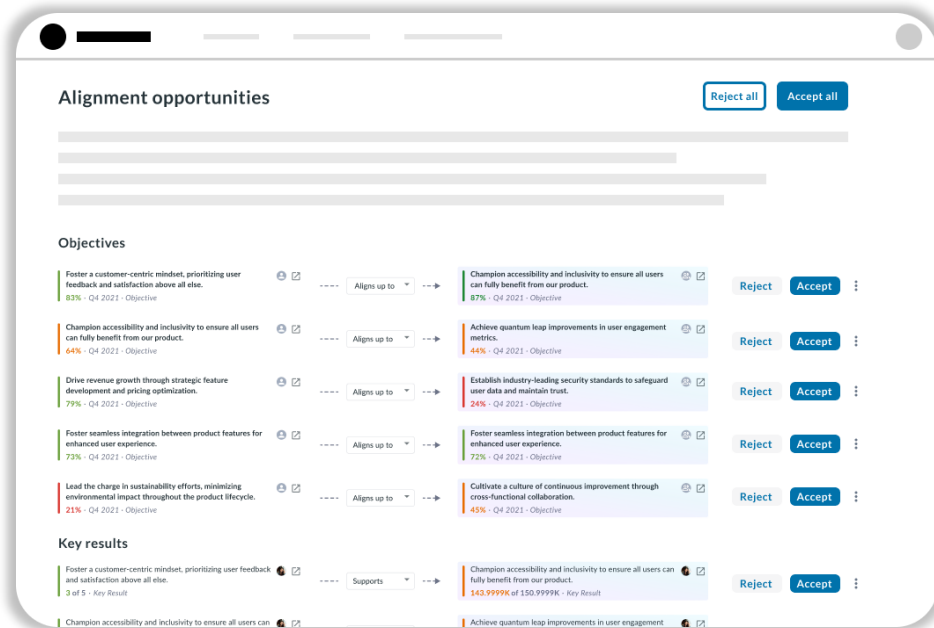 Alignment opportunities
Reject all
Accept all
Objectives
Foster a customer-centric mindset, prioritizing user
feedback and satisfaction above all else.
83% - Q4 2021 - Objective
Aligns up to
Champion accessibility and inclusivity to ensure all users
can fully benefit from our product.
87% - Q4 2021 - Objective
Reject
Accept
Champion accessibility and inclusivity to ensure all users
can fully benefit from our product.
64% - Q4 2021 - Objective
Aligns up to
Achieve quantum leap improvements in user engagement
metrics.
44% - Q4 2021 - Objective
Reject
Accept
Drive revenue growth through strategic feature
development and pricing optimization.
79% - Q4 2021 - Objective
Aligns up to
Establish industry-leading security standards to safeguard
user data and maintain trust.
24% - Q4 2021 - Objective
Reject
Accept
Foster seamless integration between product features for
enhanced user experience.
73% - Q4 2021 - Objective
Aligns up to
Foster seamless integration between product features for
enhanced user experience.
72% - Q4 2021 - Objective
Reject
Accept
Lead the charge in sustainability efforts, minimizing
environmental impact throughout the product lifecycle.
21% - Q4 2021 - Objective
Aligns up to
Cultivate a culture of continuous improvement through
cross-functional collaboration.
45% - Q4 2021 - Objective
Reject
Accept
Key results
Foster a customer-centric mindset, prioritizing user feedback
and satisfaction above all else.
3 of 5 - Key Result
Supports
Champion accessibility and inclusivity to ensure all users can
fully benefit from our product.
143.9999K of 150.9999K - Key Result
Reject
Accept
Champion accessibility and inclusivity to ensure all users can
Achieve quantum leap improvements in user engagement